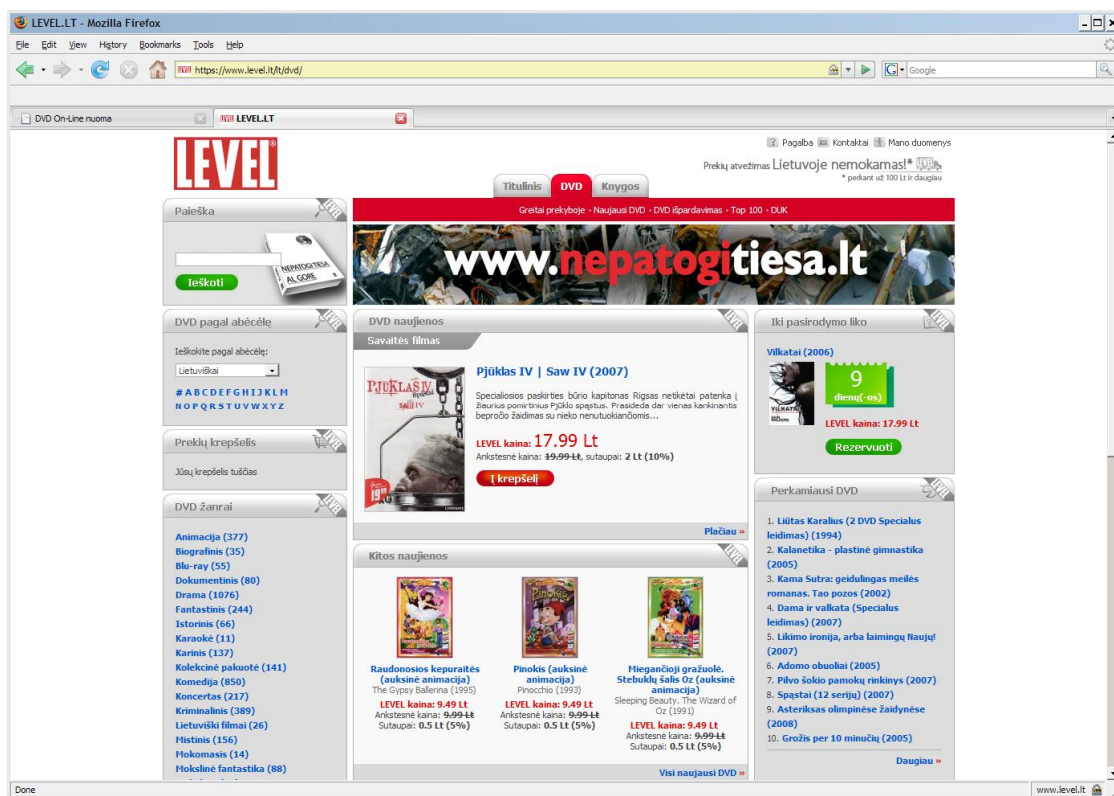 LEVEL.LT - Mozilla Firefox
File Edit View History Bookmarks Tools Help
https://www.level.lt/lt/dvd/
G Google
DVD On-Line nuoma
LEVEL.LT
LEVEL®
Pagalba Kontaktai Mano duomenys
Prekių atvežimas Lietuvoje nemokamas!*
* perkant už 100 Lt ir daugiau
Titulinis DVD Knygos
Greitai prekyboje - Naujausi DVD - DVD išpardavimas - Top 100 - DUK
Paieška
NEPATOGI TIESA
AL GORE
Ieškoti
www.nepatogitiesa.lt
DVD pagal abėcėlę
Ieškokite pagal abėcėlę:
Lietuviškai
# A B C D E F G H I J K L M
N O P Q R S T U V W X Y Z
Prekių krepšelis
Jūsų krepšelis tuščias
DVD žanrai
Animacija (377)
Biografinis (35)
Blu-ray (55)
Dokumentinis (80)
Drama (1076)
Fantastinis (244)
Istorinis (66)
Karaokė (11)
Karinis (137)
Kolekcinė pakuotė (141)
Komedija (850)
Koncertas (217)
Kriminalinis (389)
Lietuviški filmai (26)
Mistinis (156)
Mokomasis (14)
Mokslinė fantastika (88)
DVD naujienos
Savaitės filmas
PJŪKLAS IV
SAW IV
Pjūklas IV | Saw IV (2007)
Specialiosios paskirties būrio kapitonas Rigsas netikėtai patenka į
žiaurius pomirtinius Pjūklo spąstus. Prasideda dar vienas kankinantis
bepročio žaidimas su nieko nenutuokiančiomis...
LEVEL kaina: 17.99 Lt
Ankstesnė kaina: 19.99 Lt, sutaupai: 2 Lt (10%)
Į krepšelį
Plačiau »
Kitos naujienos
Raudonosios kepuraitės
(auksinė animacija)
The Gypsy Ballerina (1995)
LEVEL kaina: 9.49 Lt
Ankstesnė kaina: 9.99 Lt
Sutaupai: 0.5 Lt (5%)
Pinokis
Pinokis (auksinė
animacija)
Pinocchio (1993)
LEVEL kaina: 9.49 Lt
Ankstesnė kaina: 9.99 Lt
Sutaupai: 0.5 Lt (5%)
Miegančioji gražuolė.
Stebuklų šalis Oz (auksinė
animacija)
Sleeping Beauty. The Wizard of
Oz (1991)
LEVEL kaina: 9.49 Lt
Ankstesnė kaina: 9.99 Lt
Sutaupai: 0.5 Lt (5%)
Visi naujausi DVD »
Iki pasirodymo liko
Vilkatai (2006)
VILKATAI
9
dienų(-os)
LEVEL kaina: 17.99 Lt
Rezervuoti
Perkamiausi DVD
1. Liūtas Karalius (2 DVD Specialus
leidimas) (1994)
2. Kalanetika - plastinė gimnastika
(2005)
3. Kama Sutra: geidulingas meilės
romanas. Tao pozos (2002)
4. Dama ir valkata (Specialus
leidimas) (2007)
5. Likimo ironija, arba laimingų Naujų!
(2007)
6. Adomo obuoliai (2005)
7. Pilvo šokio pamokų rinkinys (2007)
8. Spąstai (12 serijų) (2007)
9. Asteriksas olimpinėse žaidynėse
(2008)
10. Grožis per 10 minučių (2005)
Daugiau »
Done
www.level.lt